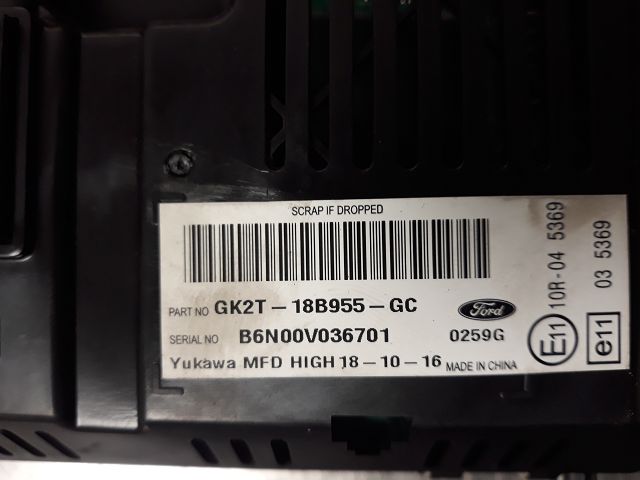 SCRAP IF DROPPED
PART NO GK2T-18B955-GC Ford
SERIAL NO B6N00V036701 0259G
Yukawa MFD HIGH 18-10-16 MADE IN CHINA
E11 10R-04 5369
e11 03 5369